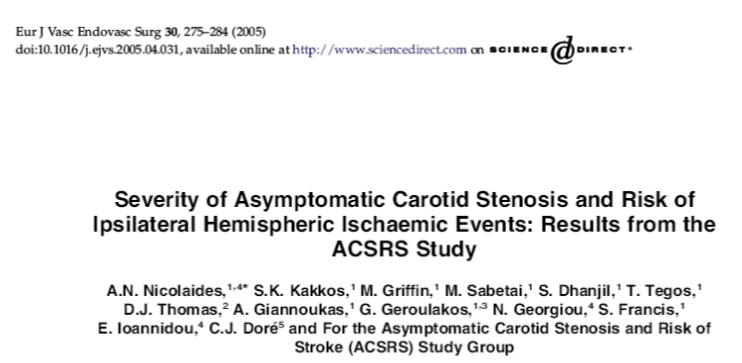 Eur J Vasc Endovasc Surg 30, 275–284 (2005)
doi:10.1016/j.ejvs.2005.04.031, available online at http://www.sciencedirect.com on SCIENCE @ DIRECT•
Severity of Asymptomatic Carotid Stenosis and Risk of
Ipsilateral Hemispheric Ischaemic Events: Results from the
ACSRS Study
A.N. Nicolaides,¹·⁴* S.K. Kakkos,¹ M. Griffin,¹ M. Sabetai,¹ S. Dhanjil,¹ T. Tegos,¹
D.J. Thomas,² A. Giannoukas,¹ G. Geroulakos,¹·³ N. Georgiou,⁴ S. Francis,¹
E. Ioannidou,⁴ C.J. Doré⁵ and For the Asymptomatic Carotid Stenosis and Risk of
Stroke (ACSRS) Study Group